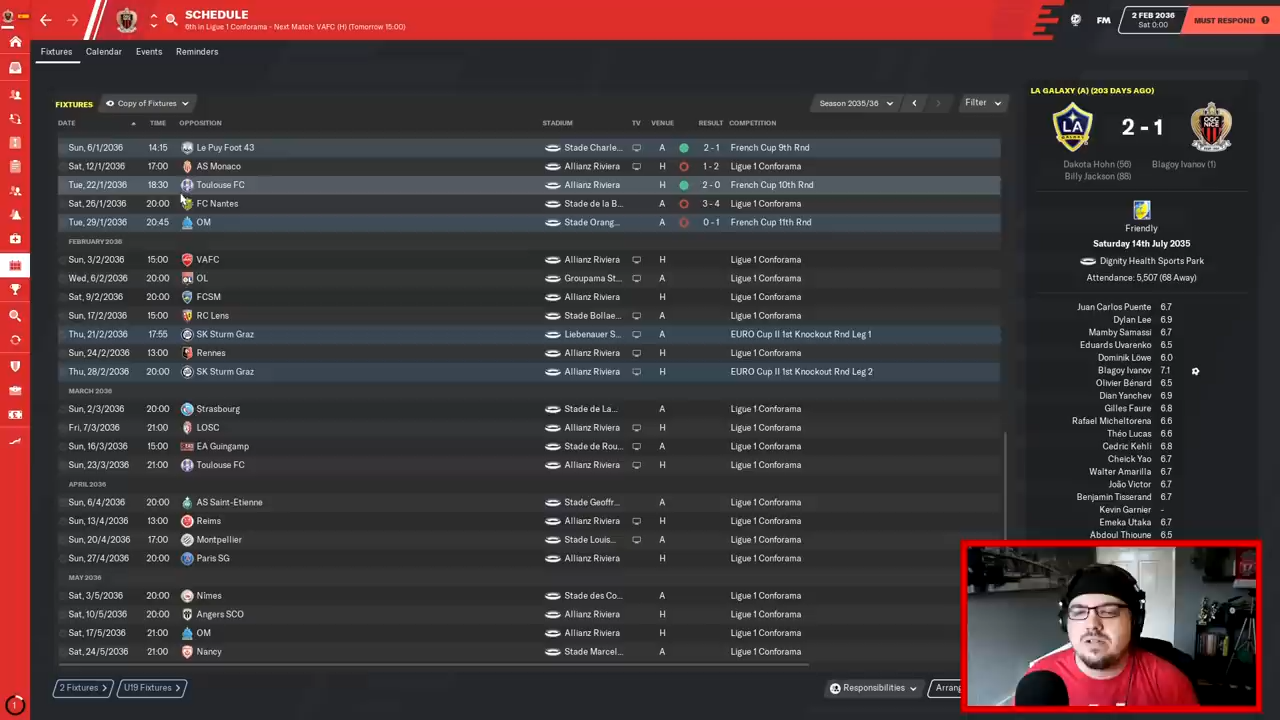 SCHEDULE
6th in Ligue 1 Conforama - Next Match: VAFC (H) (Tomorrow 15:00)
FM
2 FEB 2036
Sat 0:00
MUST RESPOND
Fixtures Calendar Events Reminders
FIXTURES Copy of Fixtures Season 2035/36 Filter
DATE TIME OPPOSITION STADIUM TV VENUE RESULT COMPETITION
Sun, 6/1/2036 14:15 Le Puy Foot 43 Stade Charle... A 2 - 1 French Cup 9th Rnd
Sat, 12/1/2036 17:00 AS Monaco Allianz Riviera H 1 - 2 Ligue 1 Conforama
Tue, 22/1/2036 18:30 Toulouse FC Allianz Riviera H 2 - 0 French Cup 10th Rnd
Sat, 26/1/2036 20:00 FC Nantes Stade de la B... A 3 - 4 Ligue 1 Conforama
Tue, 29/1/2036 20:45 OM Stade Orang... A 0 - 1 French Cup 11th Rnd
FEBRUARY 2036
Sun, 3/2/2036 15:00 VAFC Allianz Riviera H Ligue 1 Conforama
Wed, 6/2/2036 20:00 OL Groupama St... A Ligue 1 Conforama
Sat, 9/2/2036 20:00 FCSM Allianz Riviera H Ligue 1 Conforama
Sun, 17/2/2036 15:00 RC Lens Stade Bollae... A Ligue 1 Conforama
Thu, 21/2/2036 17:55 SK Sturm Graz Liebenauer S... A EURO Cup II 1st Knockout Rnd Leg 1
Sun, 24/2/2036 13:00 Rennes Allianz Riviera H Ligue 1 Conforama
Thu, 28/2/2036 20:00 SK Sturm Graz Allianz Riviera H EURO Cup II 1st Knockout Rnd Leg 2
MARCH 2036
Sun, 2/3/2036 20:00 Strasbourg Stade de La... A Ligue 1 Conforama
Fri, 7/3/2036 21:00 LOSC Allianz Riviera H Ligue 1 Conforama
Sun, 16/3/2036 15:00 EA Guingamp Stade de Rou... A Ligue 1 Conforama
Sun, 23/3/2036 21:00 Toulouse FC Allianz Riviera H Ligue 1 Conforama
APRIL 2036
Sun, 6/4/2036 20:00 AS Saint-Etienne Stade Geoffr... A Ligue 1 Conforama
Sun, 13/4/2036 13:00 Reims Allianz Riviera H Ligue 1 Conforama
Sun, 20/4/2036 17:00 Montpellier Stade Louis... A Ligue 1 Conforama
Sun, 27/4/2036 20:00 Paris SG Allianz Riviera H Ligue 1 Conforama
MAY 2036
Sat, 3/5/2036 20:00 Nîmes Stade des Co... A Ligue 1 Conforama
Sat, 10/5/2036 20:00 Angers SCO Allianz Riviera H Ligue 1 Conforama
Sat, 17/5/2036 21:00 OM Allianz Riviera H Ligue 1 Conforama
Sat, 24/5/2036 21:00 Nancy Stade Marcel... A Ligue 1 Conforama
2 Fixtures U19 Fixtures Responsibilities Arrang
1
LA GALAXY (A) (203 DAYS AGO)
LA 2 - 1 OGC NICE
Dakota Hohn (56) Blagoy Ivanov (1)
Billy Jackson (88)
Friendly
Saturday 14th July 2035
Dignity Health Sports Park
Attendance: 5,507 (68 Away)
Juan Carlos Puente 6.7
Dylan Lee 6.9
Mamby Samassi 6.7
Eduards Uvarenko 6.5
Dominik Löwe 6.0
Blagoy Ivanov 7.1
Olivier Bénard 6.5
Dian Yanchev 6.9
Gilles Faure 6.8
Rafael Micheltorena 6.6
Théo Lucas 6.6
Cedric Kehli 6.8
Cheick Yao 6.7
Walter Amarilla 6.7
João Victor 6.7
Benjamin Tisserand 6.7
Kevin Garnier -
Emeka Utaka 6.7
Abdoul Thioune 6.5